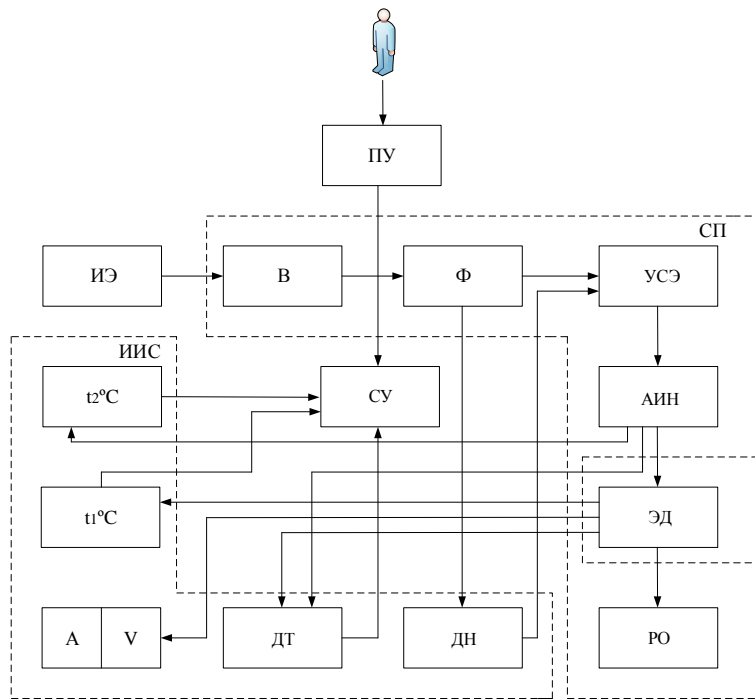 ПУ
СП
ИЭ
В
Ф
УСЭ
ИИС
t2ºC
СУ
АИН
t1ºC
ЭД
A
V
ДТ
ДН
РО